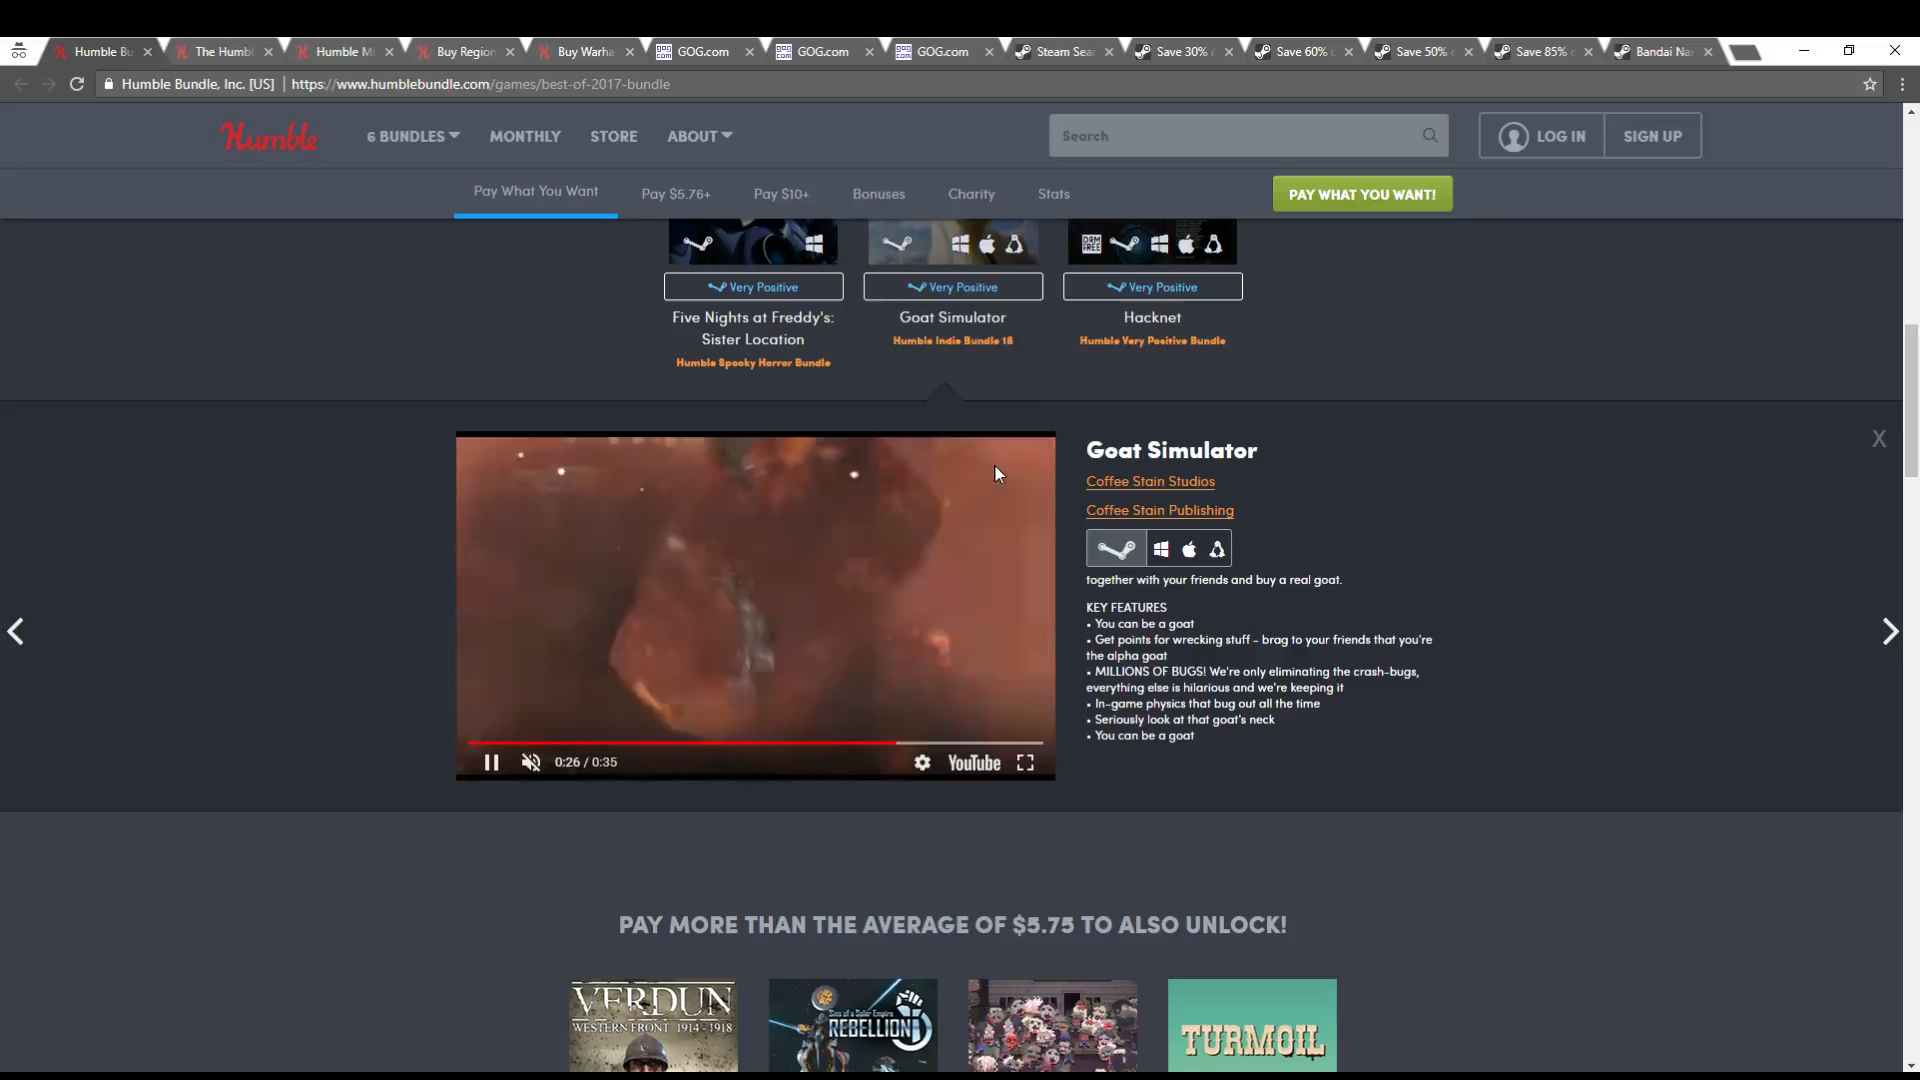 Humble Bu
The Humbl
Humble M
Buy Region
Buy Warha
GOG.com
GOG.com
GOG.com
Steam Sea
Save 30%
Save 60%
Save 50%
Save 85%
Bandai Na
Humble Bundle, Inc. [US] | https://www.humblebundle.com/games/best-of-2017-bundle
Humble
6 BUNDLES
MONTHLY
STORE
ABOUT
Search
LOG IN
SIGN UP
Pay What You Want
Pay $5.76+
Pay $10+
Bonuses
Charity
Stats
PAY WHAT YOU WANT!
DRM FREE
Very Positive
Very Positive
Very Positive
Five Nights at Freddy's:
Sister Location
Humble Spooky Horror Bundle
Goat Simulator
Humble Indie Bundle 18
Hacknet
Humble Very Positive Bundle
Goat Simulator
X
Coffee Stain Studios
Coffee Stain Publishing
together with your friends and buy a real goat.
KEY FEATURES
• You can be a goat
• Get points for wrecking stuff - brag to your friends that you're
the alpha goat
• MILLIONS OF BUGS! We're only eliminating the crash-bugs,
everything else is hilarious and we're keeping it
• In-game physics that bug out all the time
• Seriously look at that goat's neck
• You can be a goat
0:26 / 0:35
YouTube
PAY MORE THAN THE AVERAGE OF $5.75 TO ALSO UNLOCK!
VERDUN
WESTERN FRONT 1914-1918
Sins of a Solar Empire
REBELLION
TURMOIL